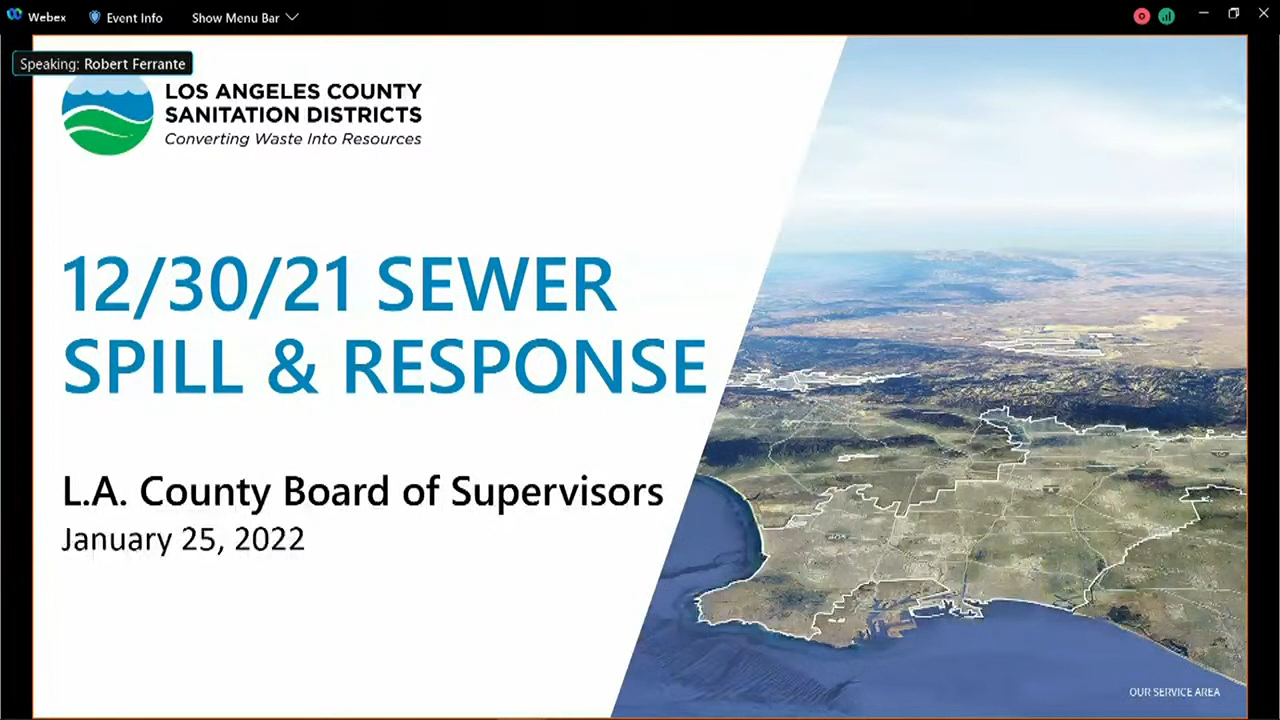 Webex
Event Info
Show Menu Bar
Speaking: Robert Ferrante
LOS ANGELES COUNTY
SANITATION DISTRICTS
Converting Waste Into Resources
12/30/21 SEWER
SPILL & RESPONSE
L.A. County Board of Supervisors
January 25, 2022
OUR SERVICE AREA